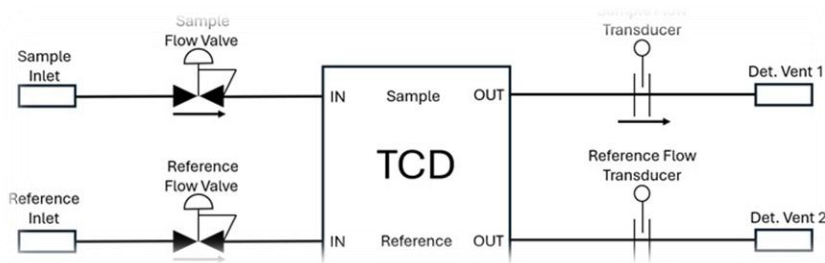 Sample
Flow Valve
Sample
Inlet
IN
Sample
OUT
Transducer
Det. Vent 1
TCD
Reference
Flow Valve
Reference Flow
Transducer
Reference
Inlet
IN
Reference
OUT
Det. Vent 2